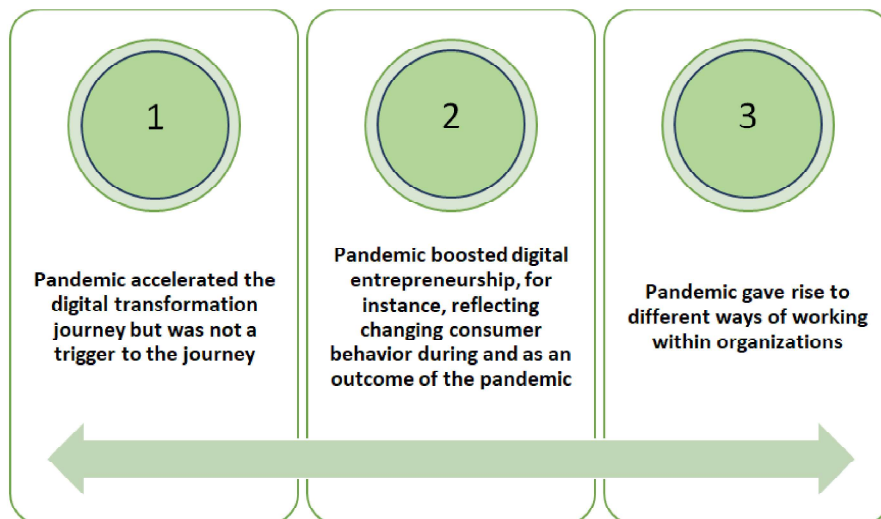 1
Pandemic accelerated the
digital transformation
journey but was not a
trigger to the journey
2
Pandemic boosted digital
entrepreneurship, for
instance, reflecting
changing consumer
behavior during and as an
outcome of the pandemic
3
Pandemic gave rise to
different ways of working
within organizations